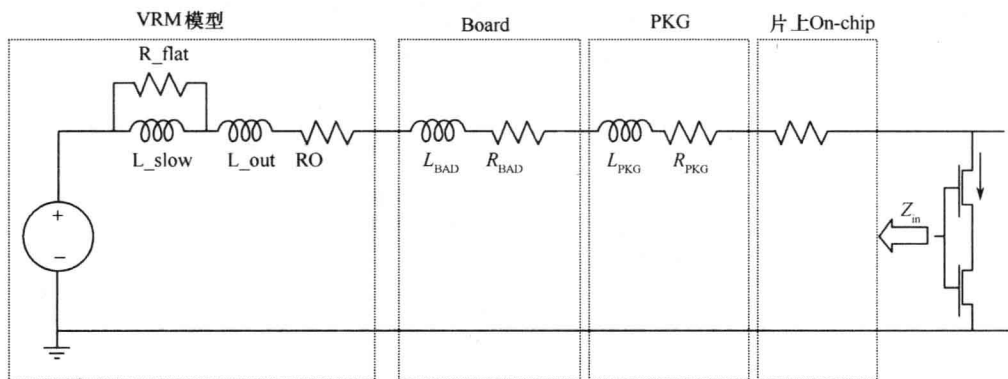 VRM模型
Board
PKG
片上On-chip
R_flat
L_slow
L_out
RO
L_BAD
R_BAD
L_PKG
R_PKG
Z_in
+
−